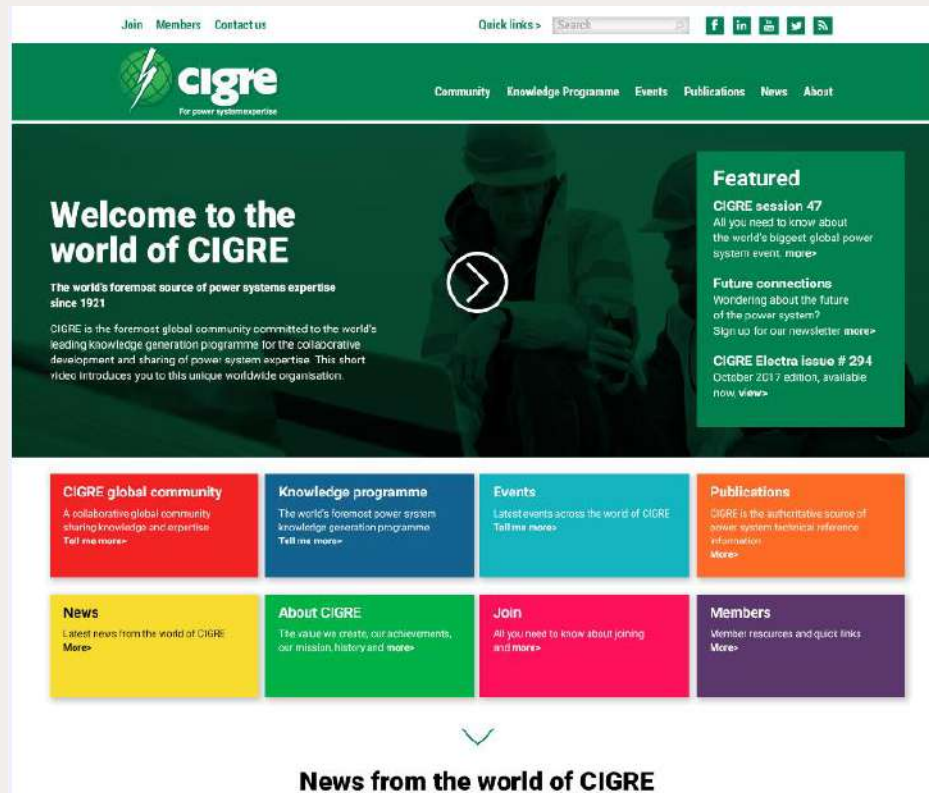 Join Members Contact us
Quick links > Search
cigre
For power system expertise
Community Knowledge Programme Events Publications News About
Welcome to the
world of CIGRE
The world's foremost source of power systems expertise
since 1921
CIGRE is the foremost global community committed to the world's
leading knowledge generation programme for the collaborative
development and sharing of power system expertise. This short
video introduces you to this unique worldwide organisation.
Featured
CIGRE session 47
All you need to know about
the world's biggest global power
system event, more>
Future connections
Wondering about the future
of the power system?
Sign up for our newsletter more>
CIGRE Electra issue # 294
October 2017 edition, available
now, view>
CIGRE global community
A collaborative global community
sharing knowledge and expertise
Tell me more>
Knowledge programme
The world's foremost power system
knowledge generation programme
Tell me more>
Events
Latest events across the world of CIGRE
Tell me more>
Publications
CIGRE is the authoritative source of
power system technical reference
information
More>
News
Latest news from the world of CIGRE
More>
About CIGRE
The value we create, our achievements,
our mission, history and more>
Join
All you need to know about joining
and more>
Members
Member resources and quick links
More>
News from the world of CIGRE